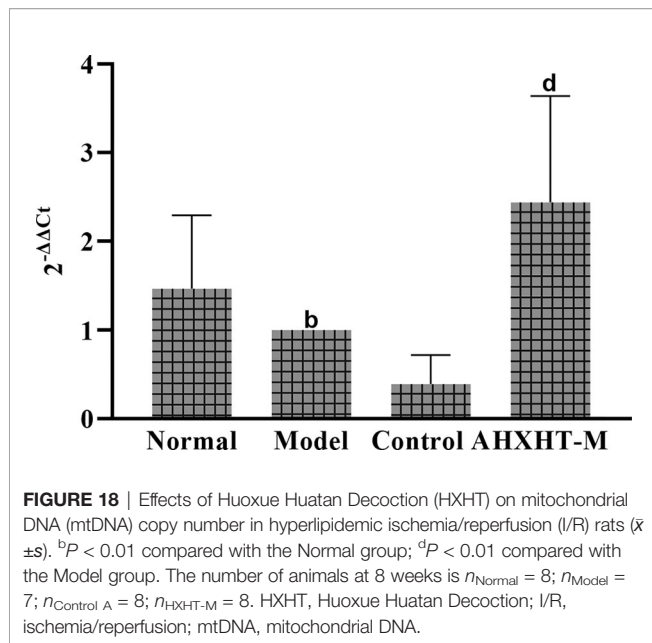 4
3
2
1
0
2-ΔΔCt
b
d
Normal Model Control AHXHT-M
FIGURE 18 | Effects of Huoxue Huatan Decoction (HXHT) on mitochondrial
DNA (mtDNA) copy number in hyperlipidemic ischemia/reperfusion (I/R) rats (x̄
±s). bP < 0.01 compared with the Normal group; dP < 0.01 compared with
the Model group. The number of animals at 8 weeks is nNormal = 8; nModel =
7; nControl A = 8; nHXHT-M = 8. HXHT, Huoxue Huatan Decoction; I/R,
ischemia/reperfusion; mtDNA, mitochondrial DNA.